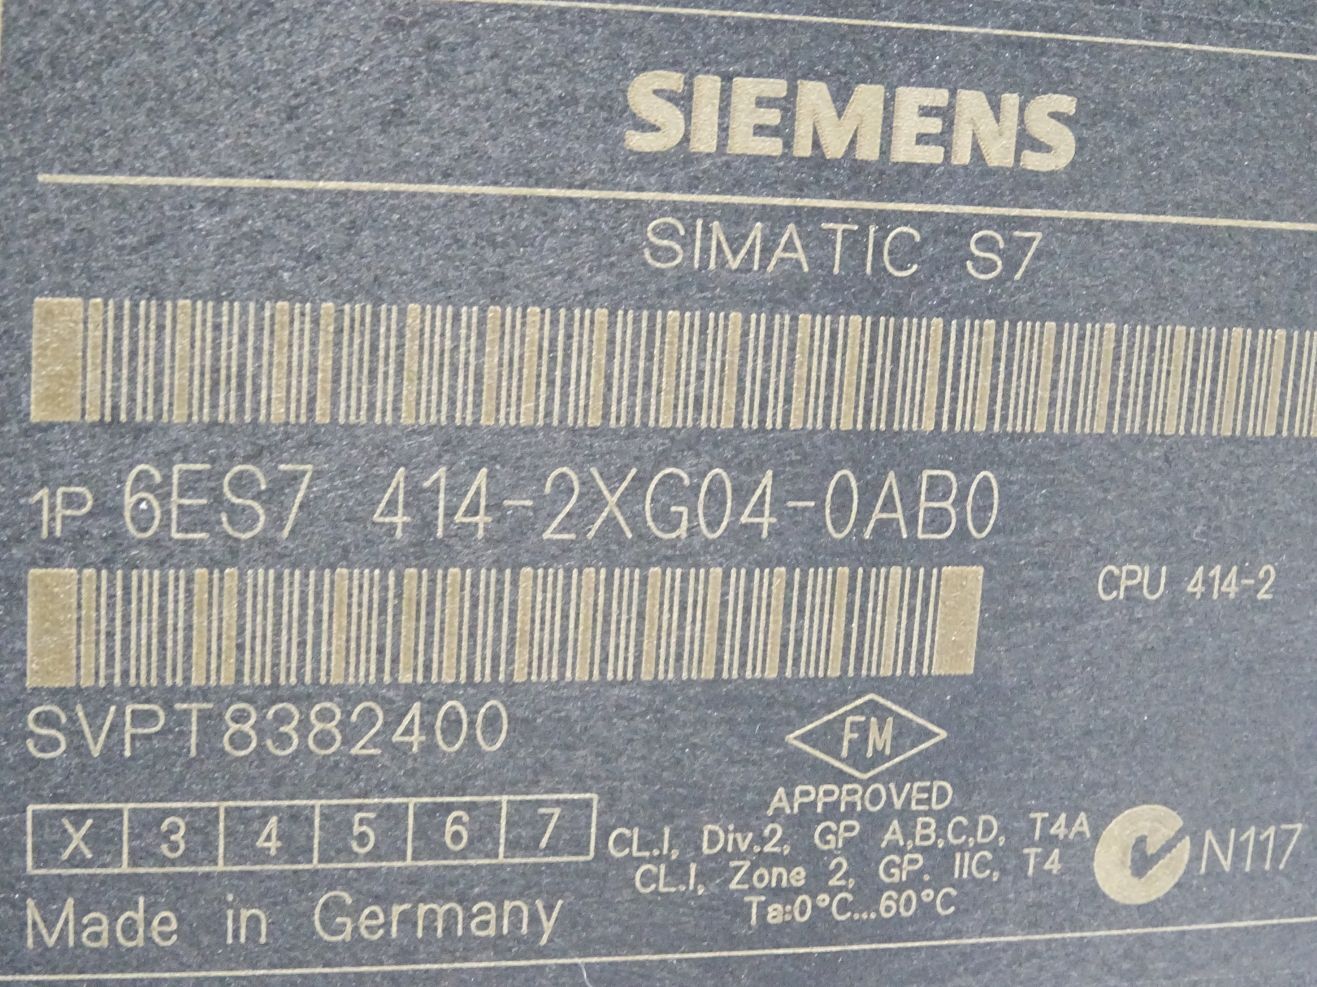 SIEMENS
SIMATIC S7
1P 6ES7 414-2XG04-0AB0
CPU 414-2
SVPT8382400
FM
APPROVED
X 3 4 5 6 7
CL.I, Div.2, GP A,B,C,D, T4A
CL.I, Zone 2, GP. IIC, T4
Ta:0°C...60°C
N117
Made in Germany